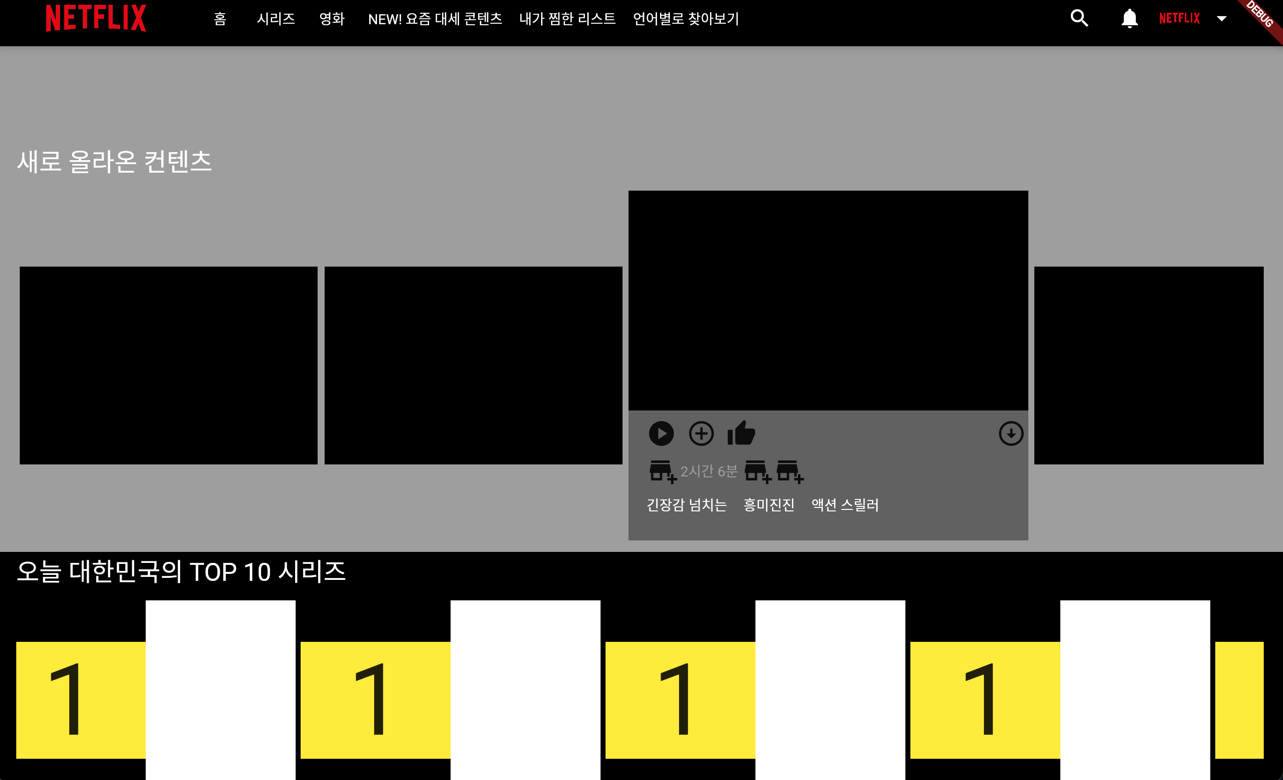 NETFLIX 홈 시리즈 영화 NEW! 요즘 대세 콘텐츠 내가 찜한 리스트 언어별로 찾아보기 NETFLIX DEBUG
새로 올라온 컨텐츠
2시간 6분
긴장감 넘치는 흥미진진 액션 스릴러
오늘 대한민국의 TOP 10 시리즈
1 1 1 1